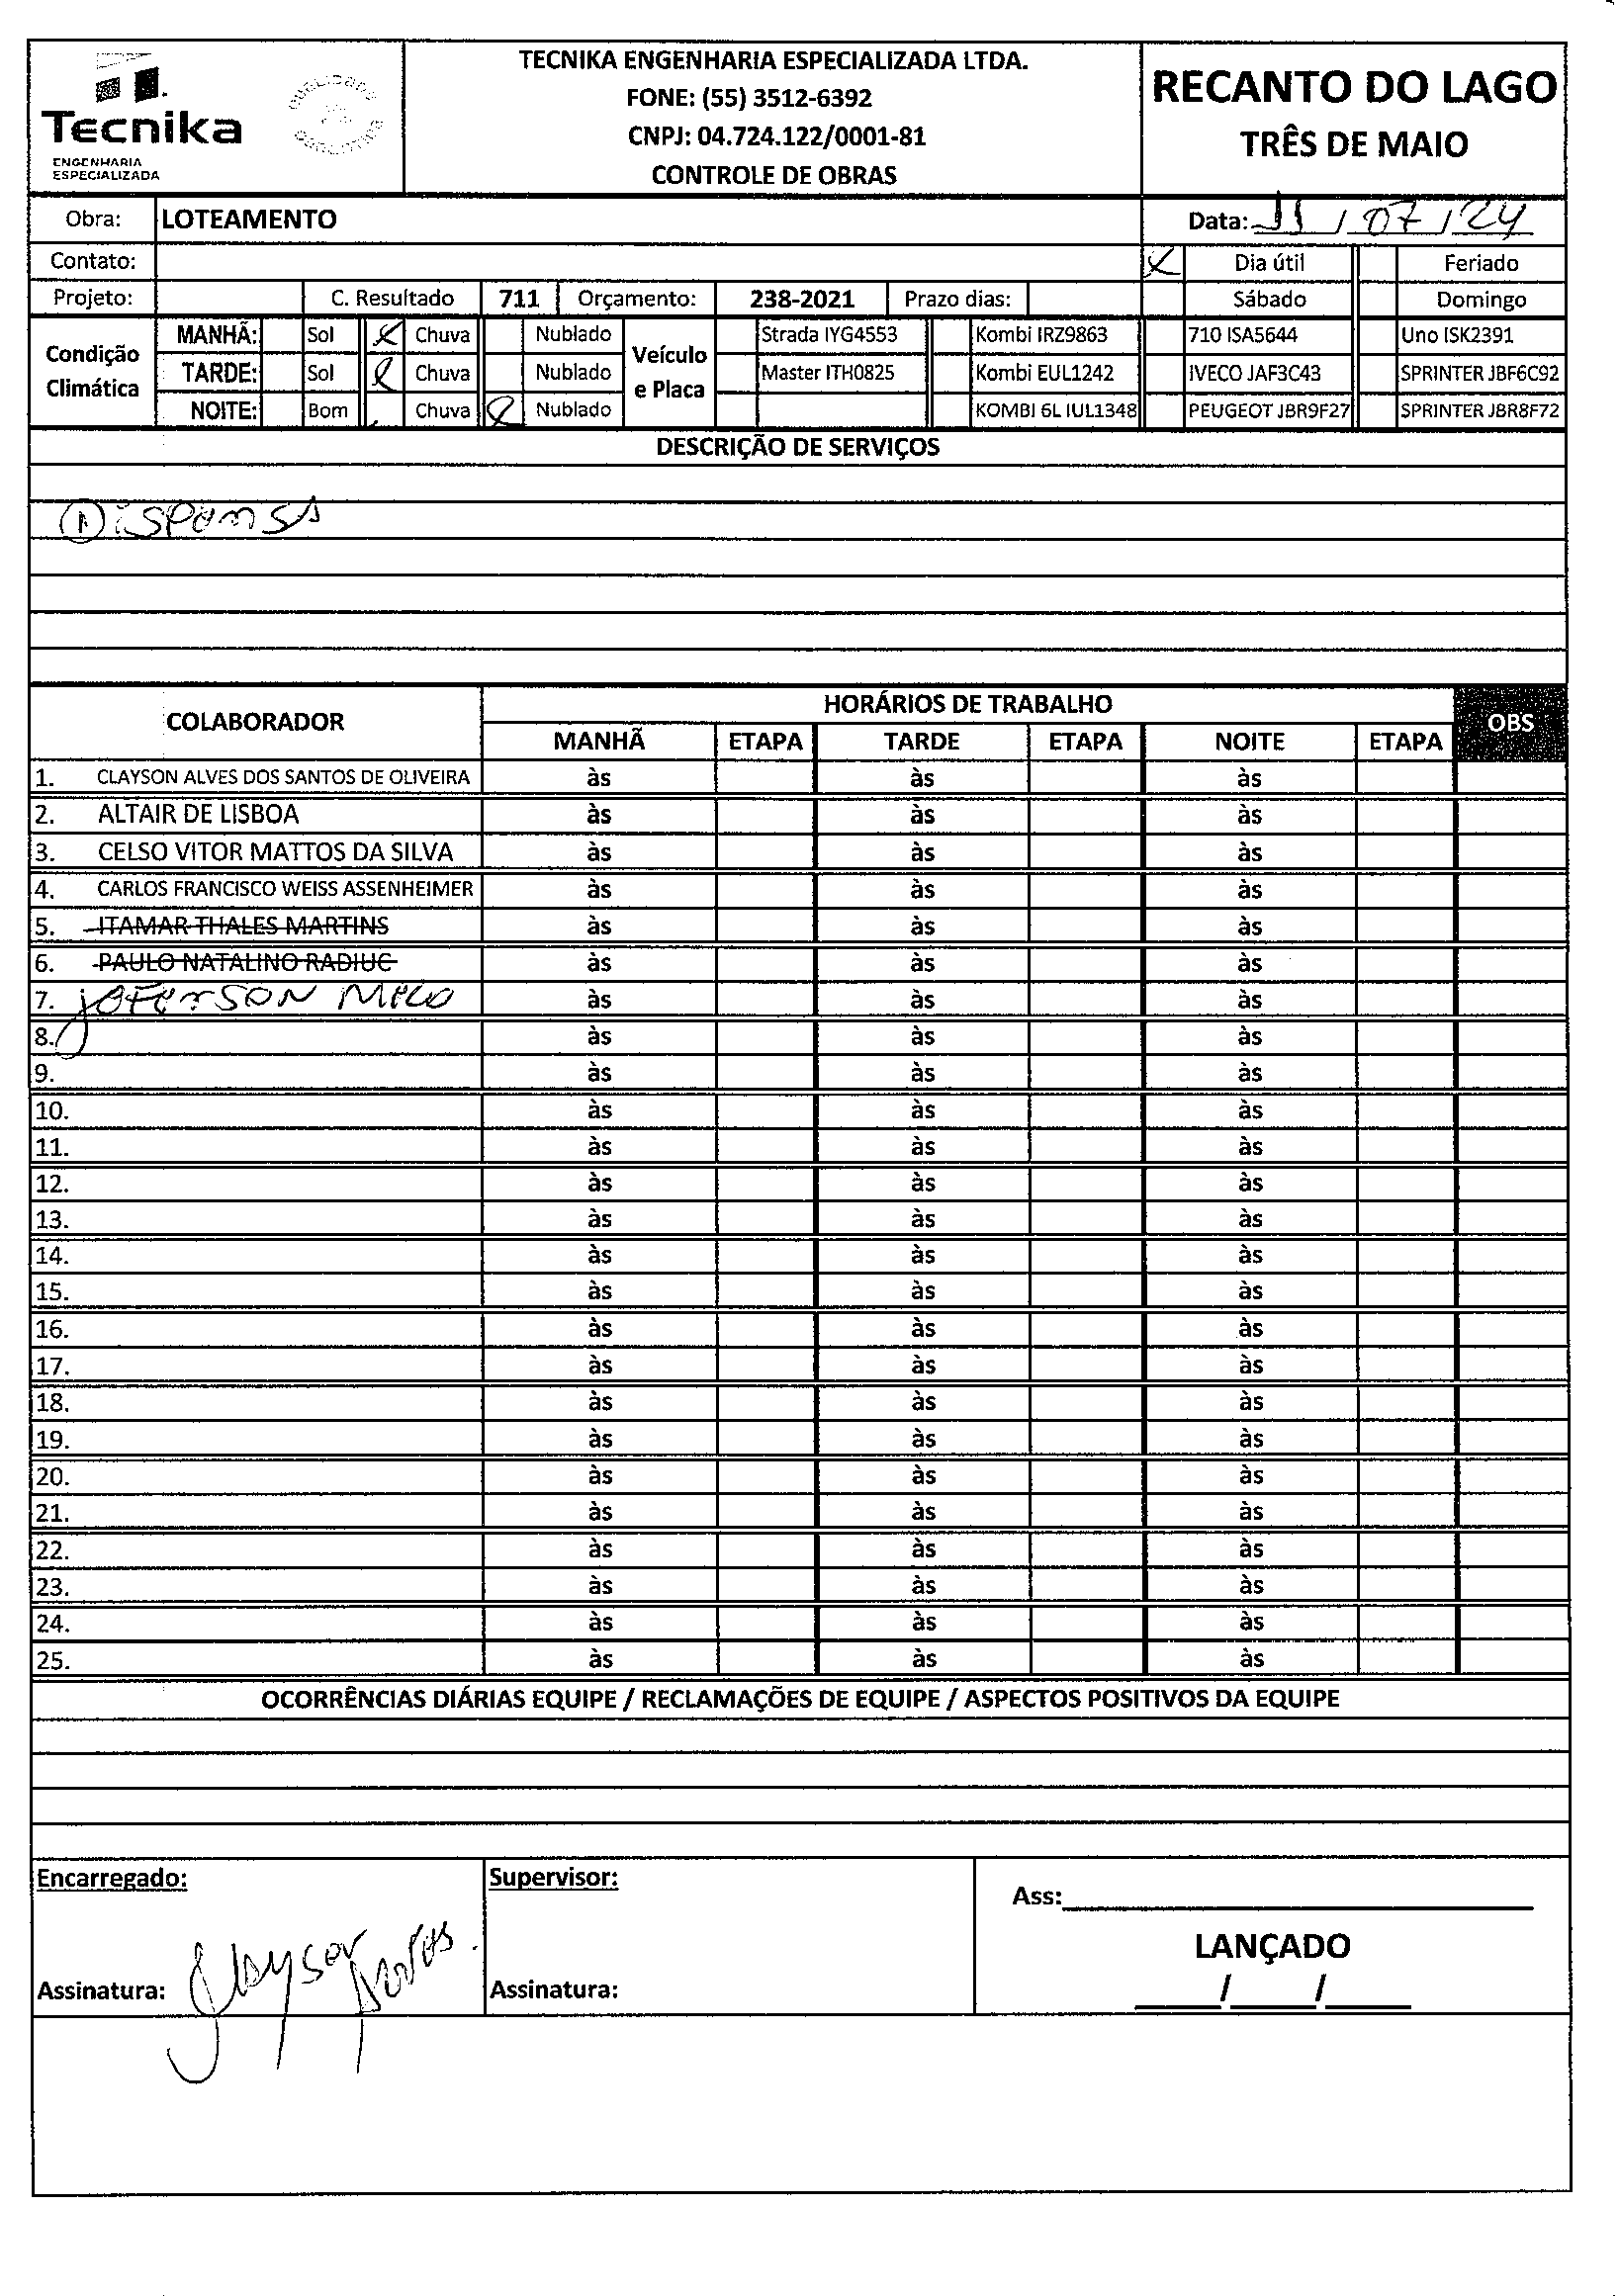 Tecnika
ENGENHARIA
ESPECIALIZADA
QUALIDADE
TECNIKA ENGENHARIA ESPECIALIZADA LTDA.
FONE: (55) 3512-6392
CNPJ: 04.724.122/0001-81
CONTROLE DE OBRAS
RECANTO DO LAGO
TRÊS DE MAIO
Obra: LOTEAMENTO Data: 11/07/24
Contato: X Dia útil Feriado
Projeto: C. Resultado 711 Orçamento: 238-2021 Prazo dias: Sábado Domingo
Condição Climática
MANHÃ: Sol X Chuva Nublado
TARDE: Sol X Chuva Nublado
NOITE: Bom Chuva X Nublado
Veículo e Placa
Strada IYG4553 Kombi IRZ9863 710 ISA5644 Uno ISK2391
Master ITH0825 Kombi EUL1242 IVECO JAF3C43 SPRINTER JBF6C92
KOMBI 6L IUL1348 PEUGEOT JBR9F27 SPRINTER JBR8F72
DESCRIÇÃO DE SERVIÇOS
Dispensa
COLABORADOR HORÁRIOS DE TRABALHO OBS
MANHÃ ETAPA TARDE ETAPA NOITE ETAPA
1. CLAYSON ALVES DOS SANTOS DE OLIVEIRA às às às
2. ALTAIR DE LISBOA às às às
3. CELSO VITOR MATTOS DA SILVA às às às
4. CARLOS FRANCISCO WEISS ASSENHEIMER às às às
5. ITAMAR THALES MARTINS às às às
6. PAULO NATALINO RADIUC às às às
7. joferson Melo às às às
8. às às às
9. às às às
10. às às às
11. às às às
12. às às às
13. às às às
14. às às às
15. às às às
16. às às às
17. às às às
18. às às às
19. às às às
20. às às às
21. às às às
22. às às às
23. às às às
24. às às às
25. às às às
OCORRÊNCIAS DIÁRIAS EQUIPE / RECLAMAÇÕES DE EQUIPE / ASPECTOS POSITIVOS DA EQUIPE
Encarregado: Supervisor: Ass:
LANÇADO
Assinatura: Clayson Alves Assinatura: / /